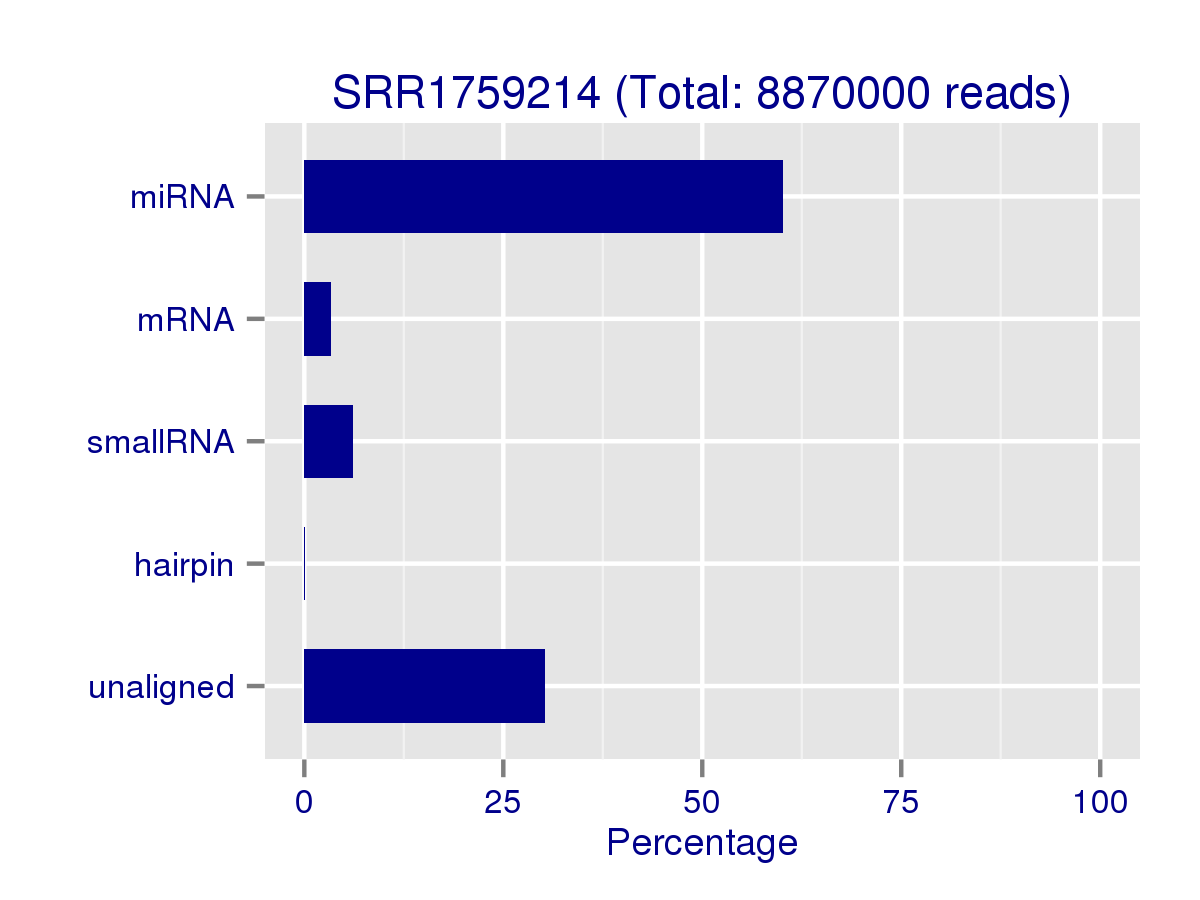 SRR1759214 (Total: 8870000 reads)
miRNA
mRNA
smallRNA
hairpin
unaligned
0 25 50 75 100
Percentage